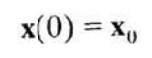 x(0) = x₀